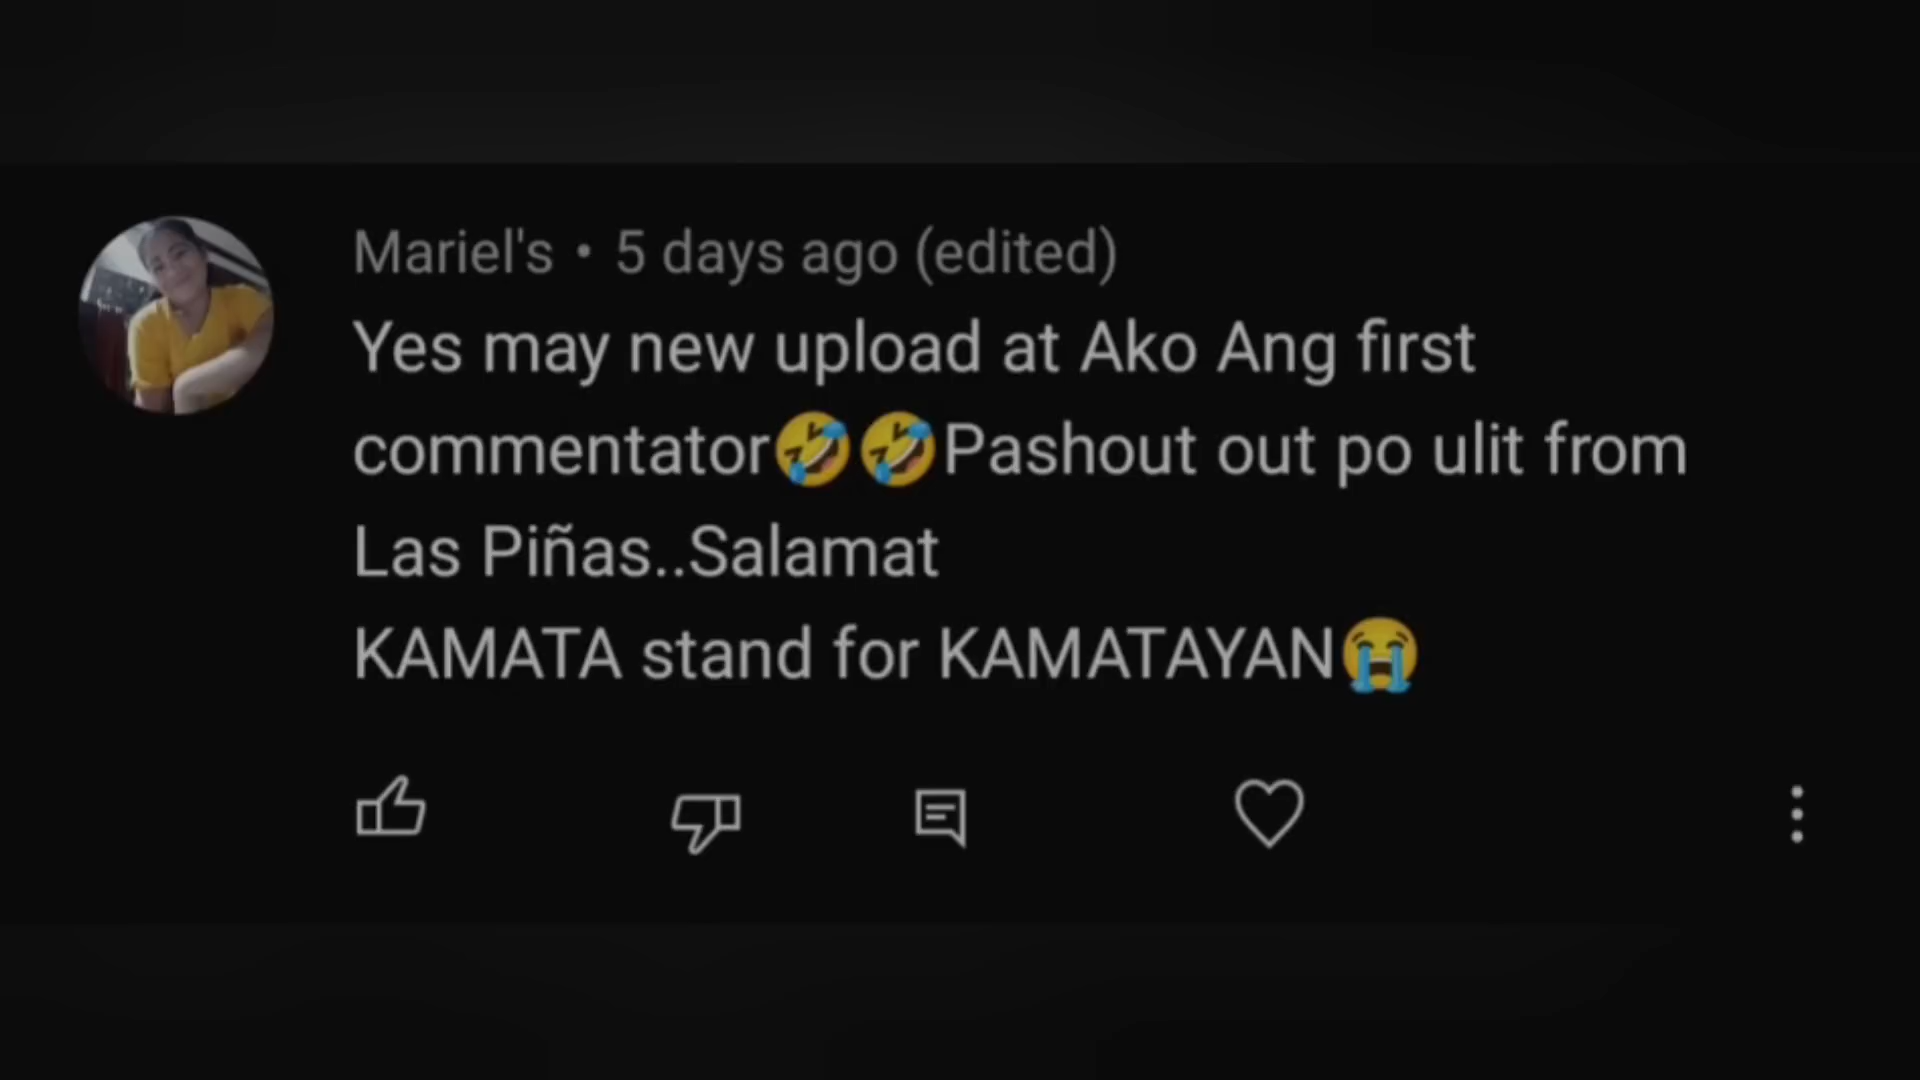 Mariel's • 5 days ago (edited)
Yes may new upload at Ako Ang first
commentator🤣🤣Pashout out po ulit from
Las Piñas..Salamat
KAMATA stand for KAMATAYAN😭